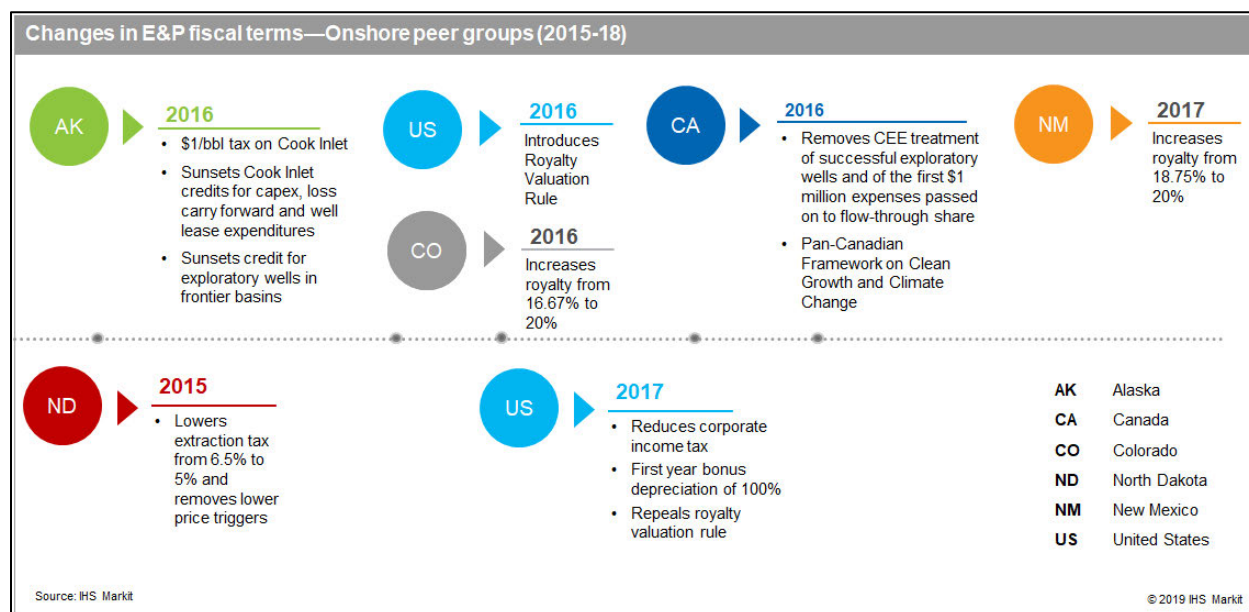 Changes in E&P fiscal terms—Onshore peer groups (2015-18)
AK
2016
• $1/bbl tax on Cook Inlet
• Sunsets Cook Inlet
credits for capex, loss
carry forward and well
lease expenditures
• Sunsets credit for
exploratory wells in
frontier basins
US
2016
Introduces
Royalty
Valuation
Rule
CO
2016
Increases
royalty from
16.67% to
20%
CA
2016
• Removes CEE treatment
of successful exploratory
wells and of the first $1
million expenses passed
on to flow-through share
• Pan-Canadian
Framework on Clean
Growth and Climate
Change
NM
2017
Increases
royalty from
18.75% to
20%
ND
2015
• Lowers
extraction tax
from 6.5% to
5% and
removes lower
price triggers
US
2017
• Reduces corporate
income tax
• First year bonus
depreciation of 100%
• Repeals royalty
valuation rule
AK Alaska
CA Canada
CO Colorado
ND North Dakota
NM New Mexico
US United States
Source: IHS Markit
© 2019 IHS Markit